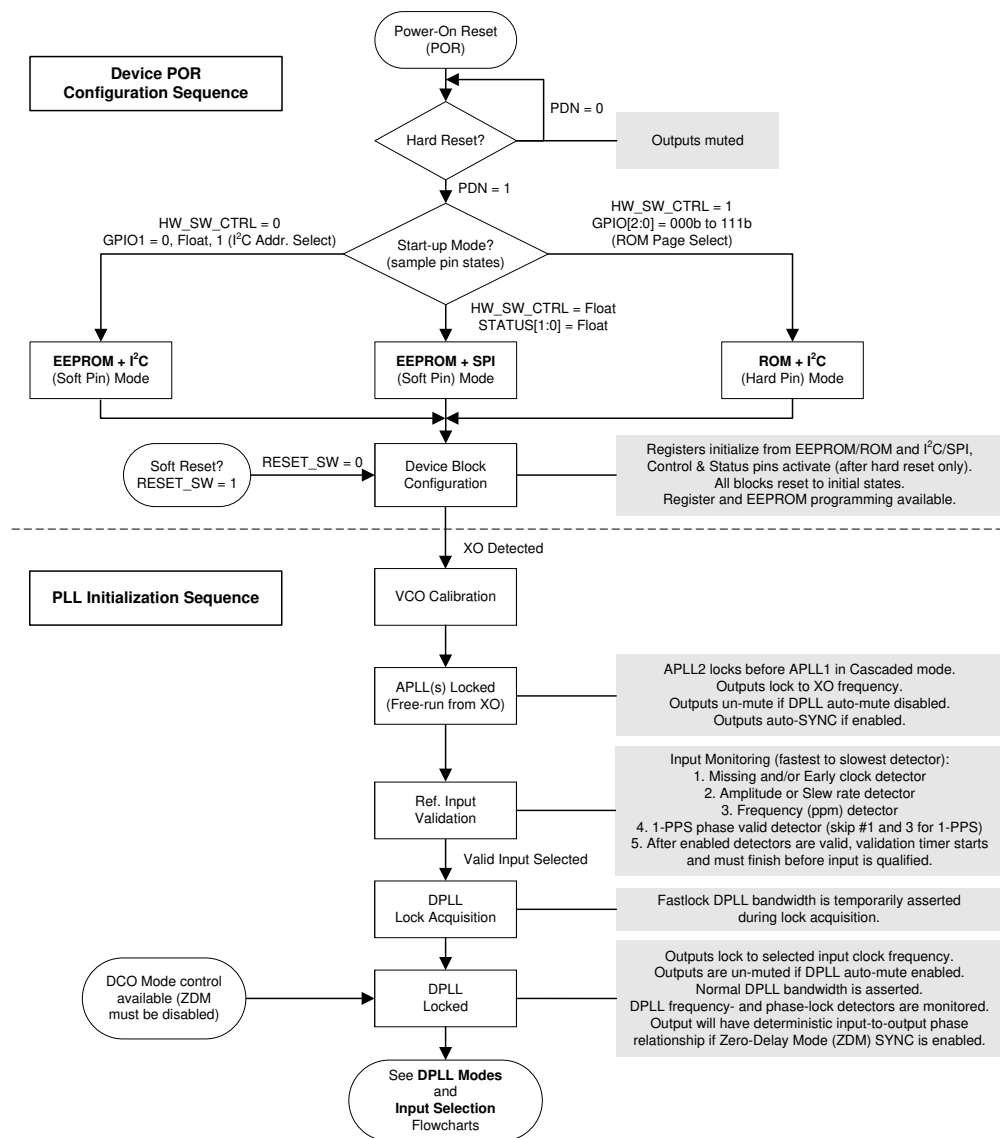 Power-On Reset
(POR)
Device POR
Configuration Sequence
PDN = 0
Hard Reset?
Outputs muted
PDN = 1
HW_SW_CTRL = 0
GPIO1 = 0, Float, 1 (I²C Addr. Select)
HW_SW_CTRL = 1
GPIO[2:0] = 000b to 111b
(ROM Page Select)
Start-up Mode?
(sample pin states)
HW_SW_CTRL = Float
STATUS[1:0] = Float
EEPROM + I²C
(Soft Pin) Mode
EEPROM + SPI
(Soft Pin) Mode
ROM + I²C
(Hard Pin) Mode
Soft Reset?
RESET_SW = 1
RESET_SW = 0
Device Block
Configuration
Registers initialize from EEPROM/ROM and I²C/SPI,
Control & Status pins activate (after hard reset only).
All blocks reset to initial states.
Register and EEPROM programming available.
XO Detected
PLL Initialization Sequence
VCO Calibration
APLL(s) Locked
(Free-run from XO)
APLL2 locks before APLL1 in Cascaded mode.
Outputs lock to XO frequency.
Outputs un-mute if DPLL auto-mute disabled.
Outputs auto-SYNC if enabled.
Ref. Input
Validation
Input Monitoring (fastest to slowest detector):
1. Missing and/or Early clock detector
2. Amplitude or Slew rate detector
3. Frequency (ppm) detector
4. 1-PPS phase valid detector (skip #1 and 3 for 1-PPS)
5. After enabled detectors are valid, validation timer starts
and must finish before input is qualified.
Valid Input Selected
DPLL
Lock Acquisition
Fastlock DPLL bandwidth is temporarily asserted
during lock acquisition.
DCO Mode control
available (ZDM
must be disabled)
DPLL
Locked
Outputs lock to selected input clock frequency.
Outputs are un-muted if DPLL auto-mute enabled.
Normal DPLL bandwidth is asserted.
DPLL frequency- and phase-lock detectors are monitored.
Output will have deterministic input-to-output phase
relationship if Zero-Delay Mode (ZDM) SYNC is enabled.
See DPLL Modes
and
Input Selection
Flowcharts